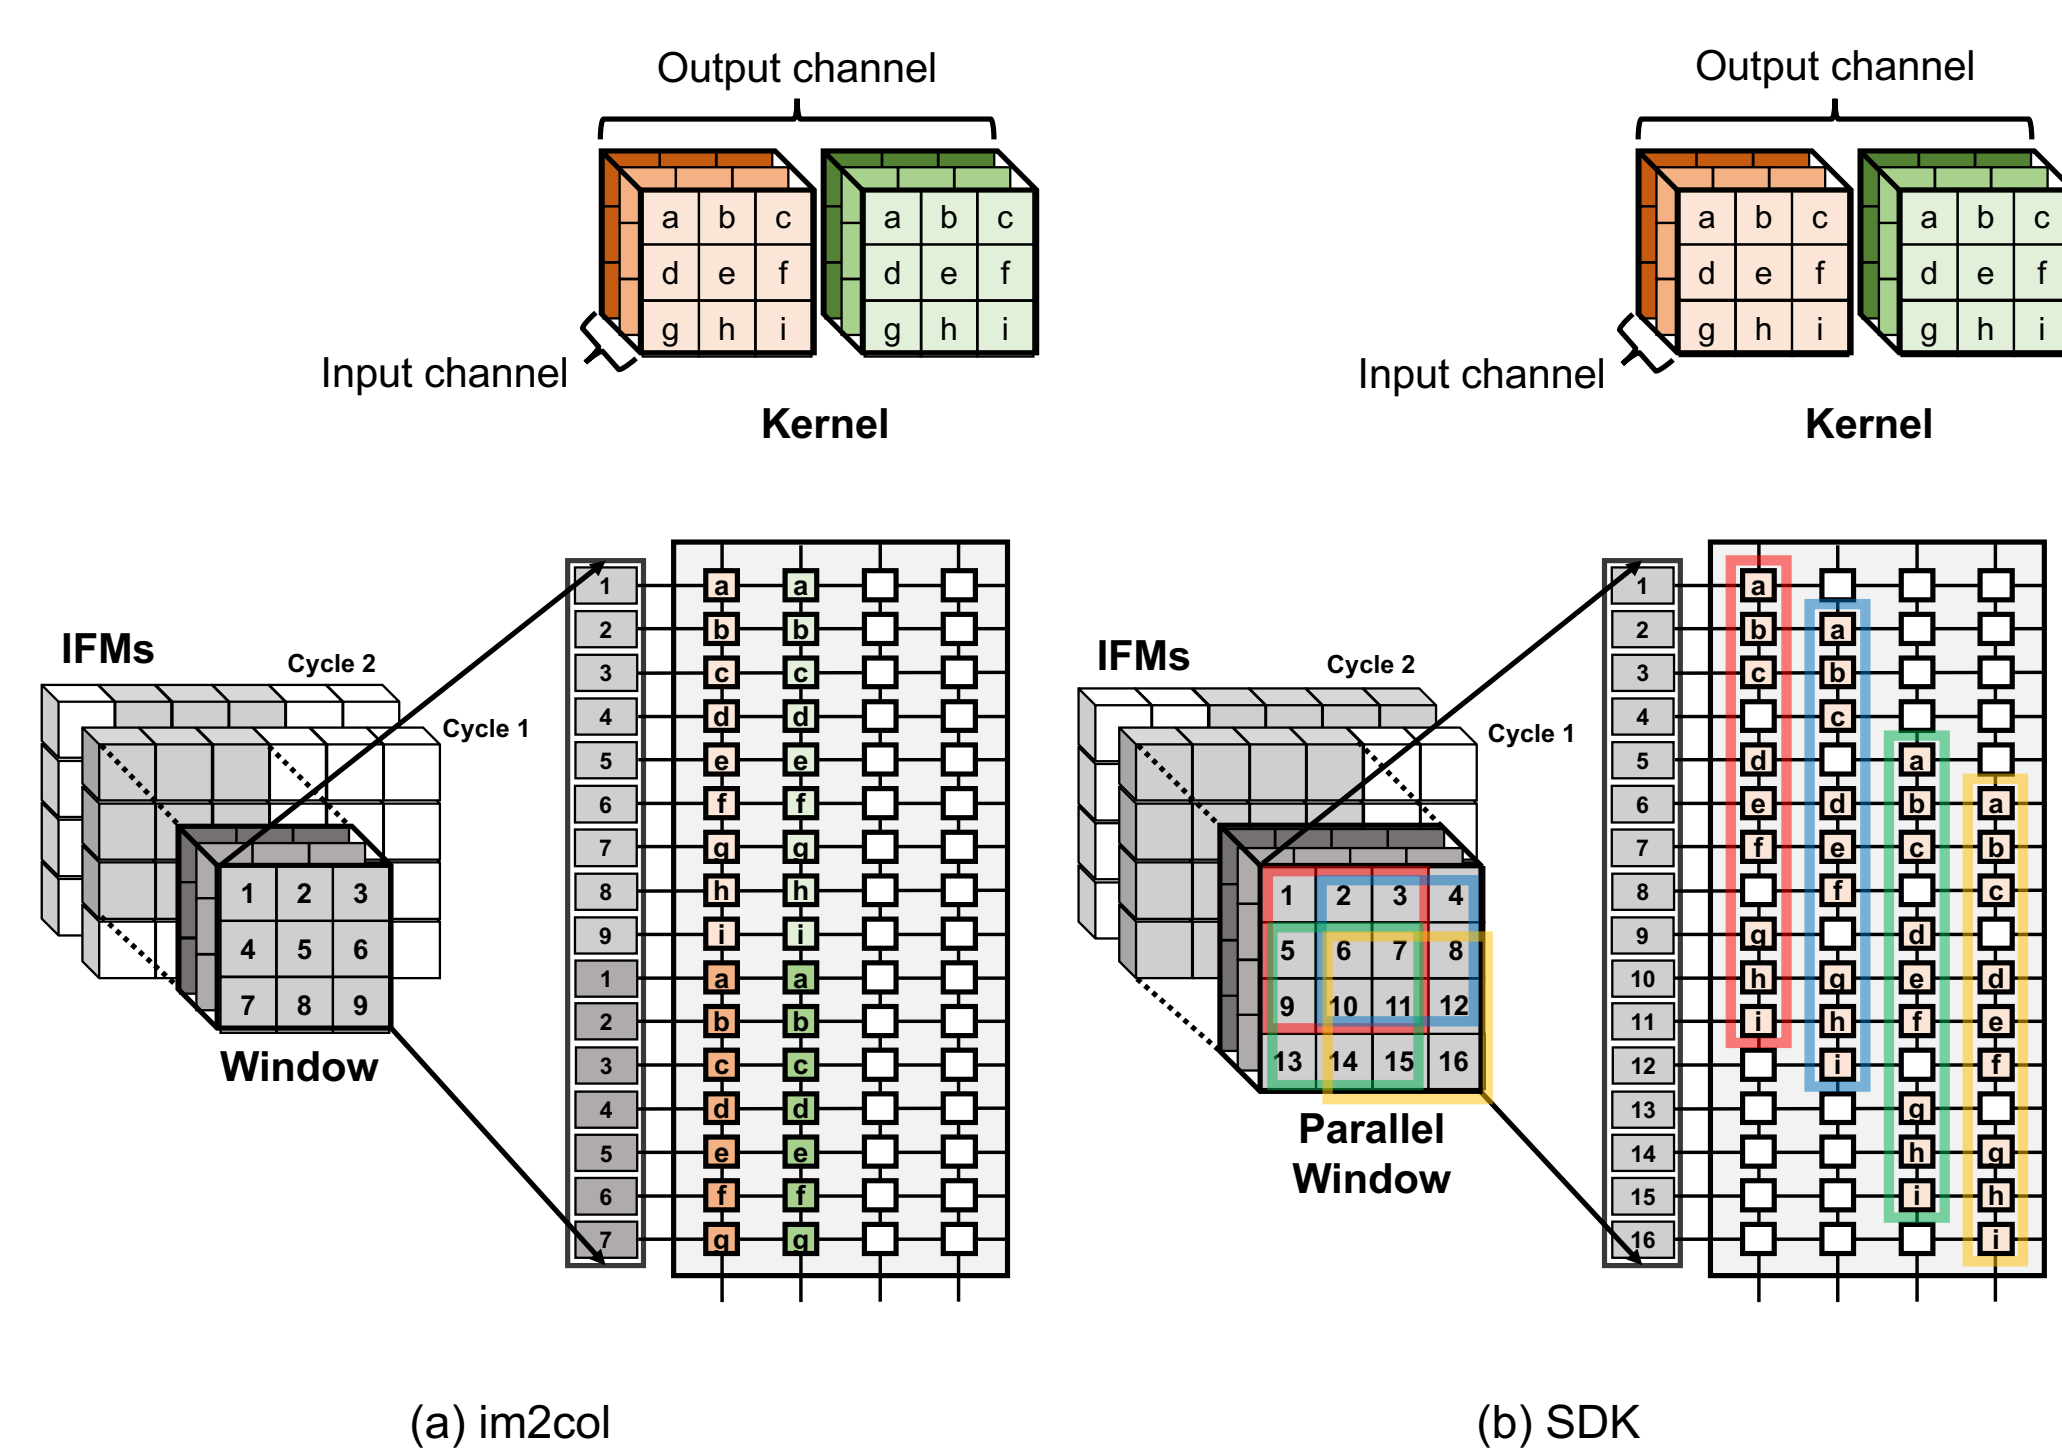 Output channel
a b c
d e f
g h i
a b c
d e f
g h i
Input channel
Kernel
IFMs
Cycle 2
Cycle 1
1 2 3
4 5 6
7 8 9
Window
1 a a
2 b b
3 c c
4 d d
5 e e
6 f f
7 g g
8 h h
9 i i
1 a a
2 b b
3 c c
4 d d
5 e e
6 f f
7 g g
(a) im2col
Output channel
a b c
d e f
g h i
a b c
d e f
g h i
Input channel
Kernel
IFMs
Cycle 2
Cycle 1
1 2 3 4
5 6 7 8
9 10 11 12
13 14 15 16
Parallel
Window
1 a
2 b a
3 c b
4 c
5 d a
6 e d b a
7 f e c b
8 f c
9 g d
10 h g e d
11 i h f e
12 i f
13 g
14 h g
15 i h
16 i
(b) SDK